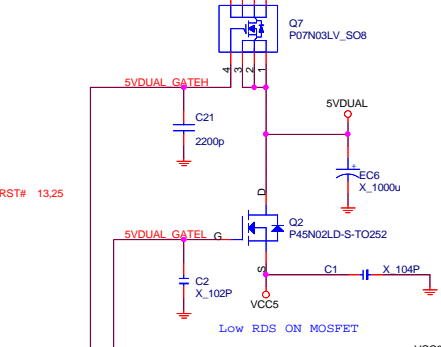 Q7
P07N03LV_SO8
4 3 2 1
5VDUAL_GATEH
5VDUAL
C21
2200p
+
EC6
X_1000u
RST# 13,25
D
Q2
P45N02LD-S-TO252
5VDUAL_GATEL G
S
C1 X_104P
C2
X_102P
VCC5
Low RDS ON MOSFET